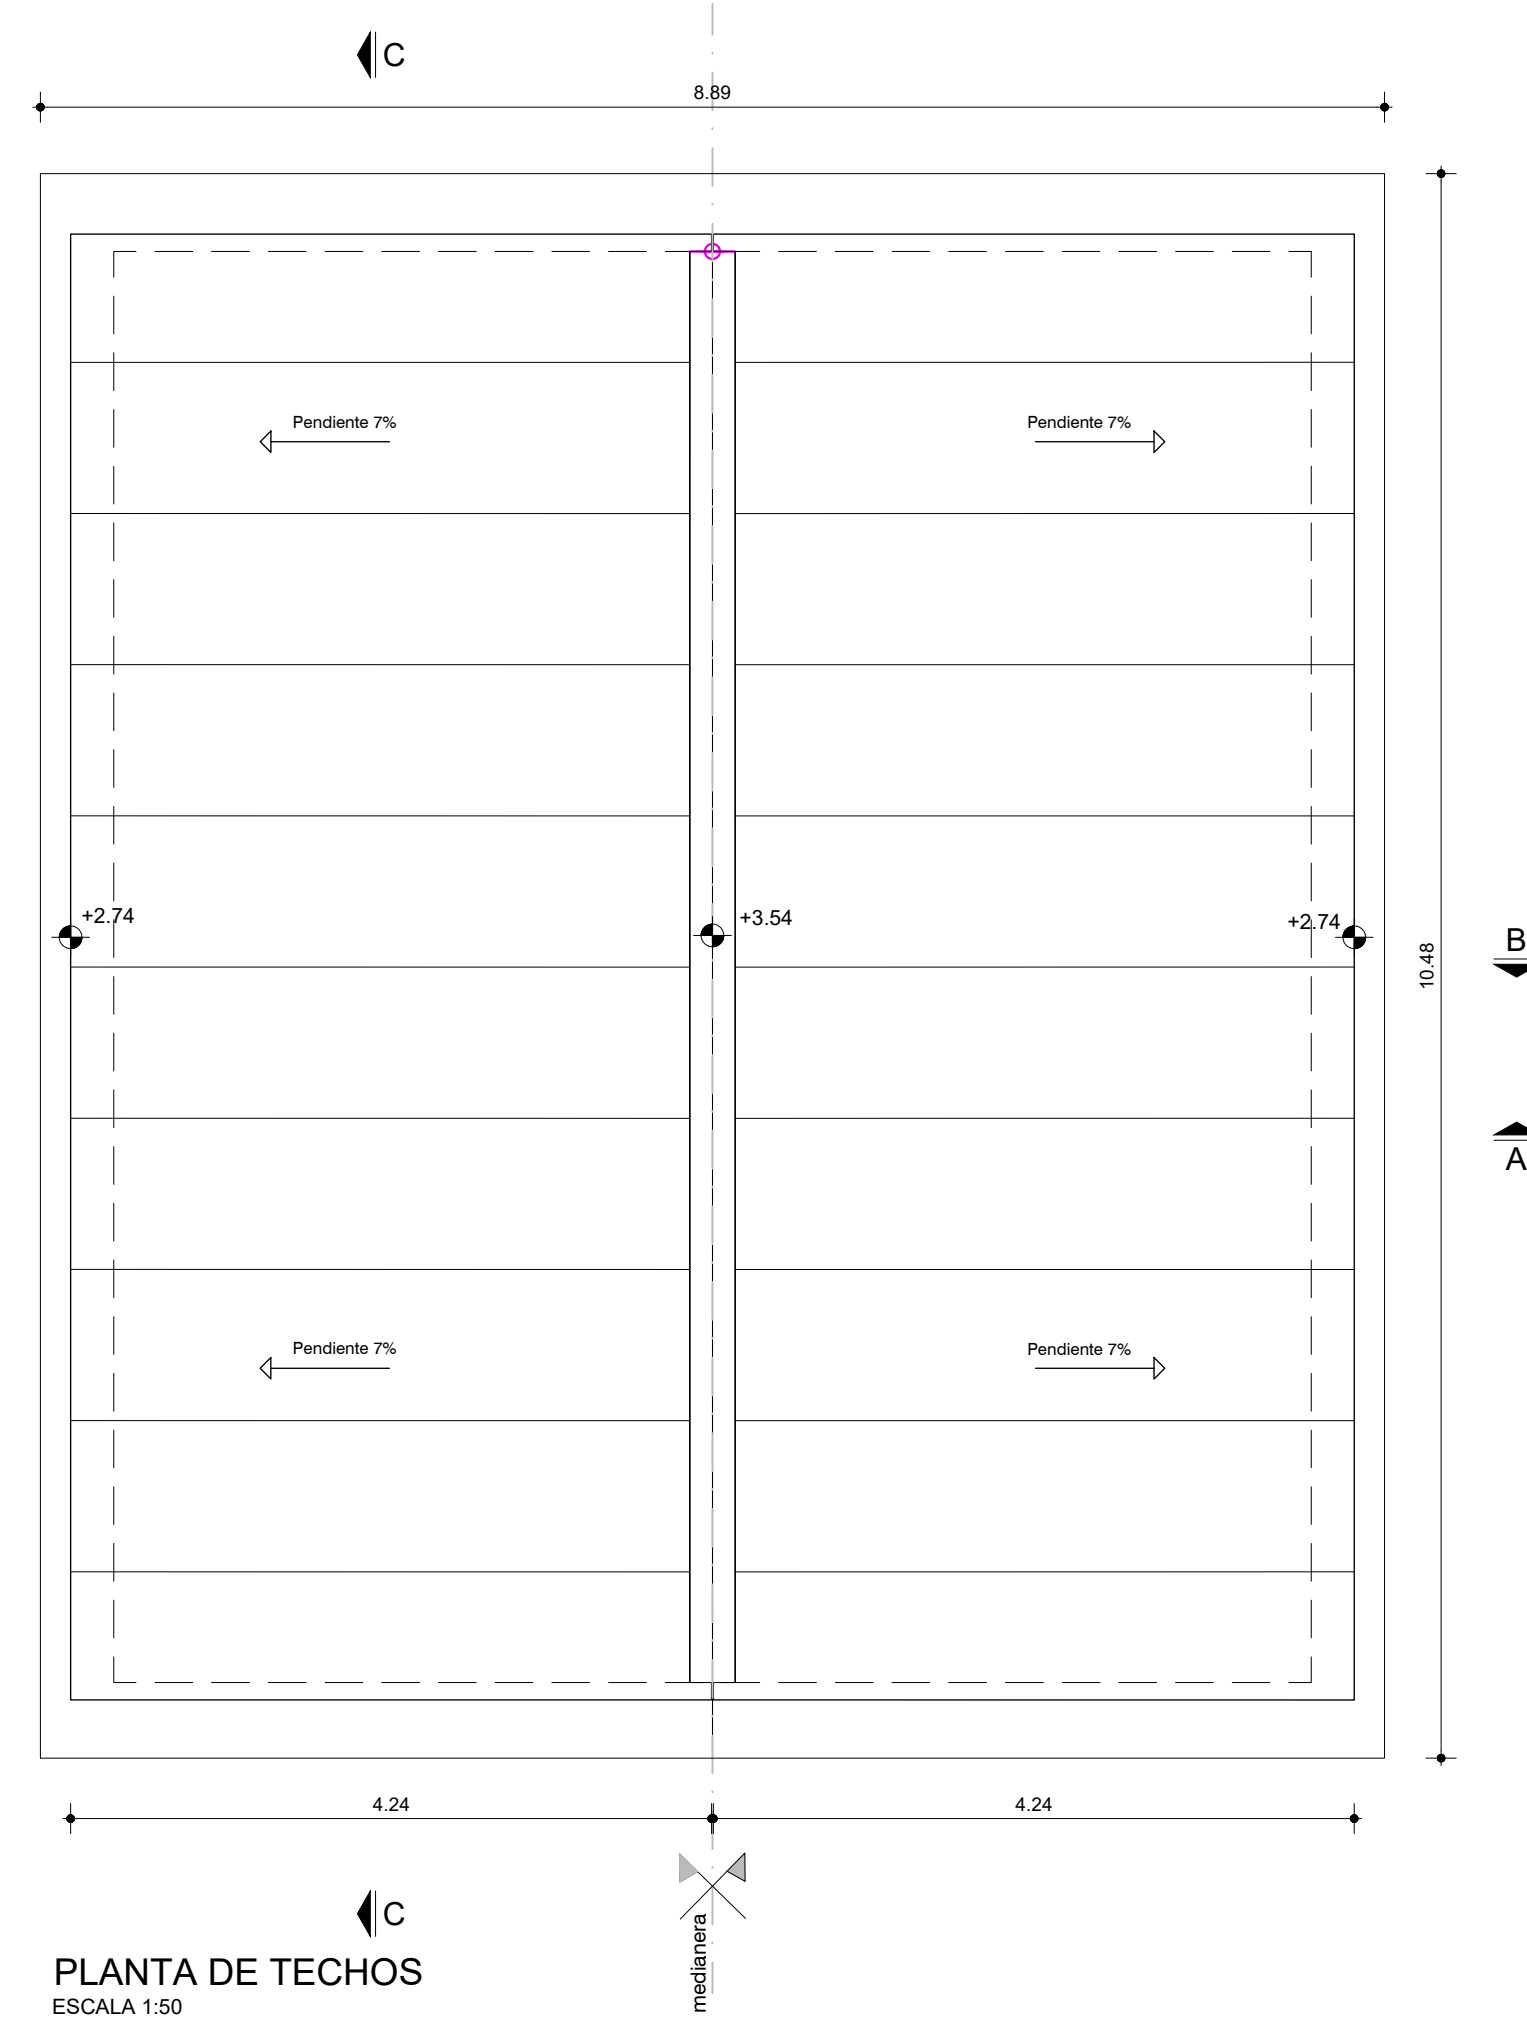 C
8.89
Pendiente 7%
Pendiente 7%
+2.74
+3.54
+2.74
10.48
B
A
Pendiente 7%
Pendiente 7%
4.24
4.24
C
medianera
PLANTA DE TECHOS
ESCALA 1:50